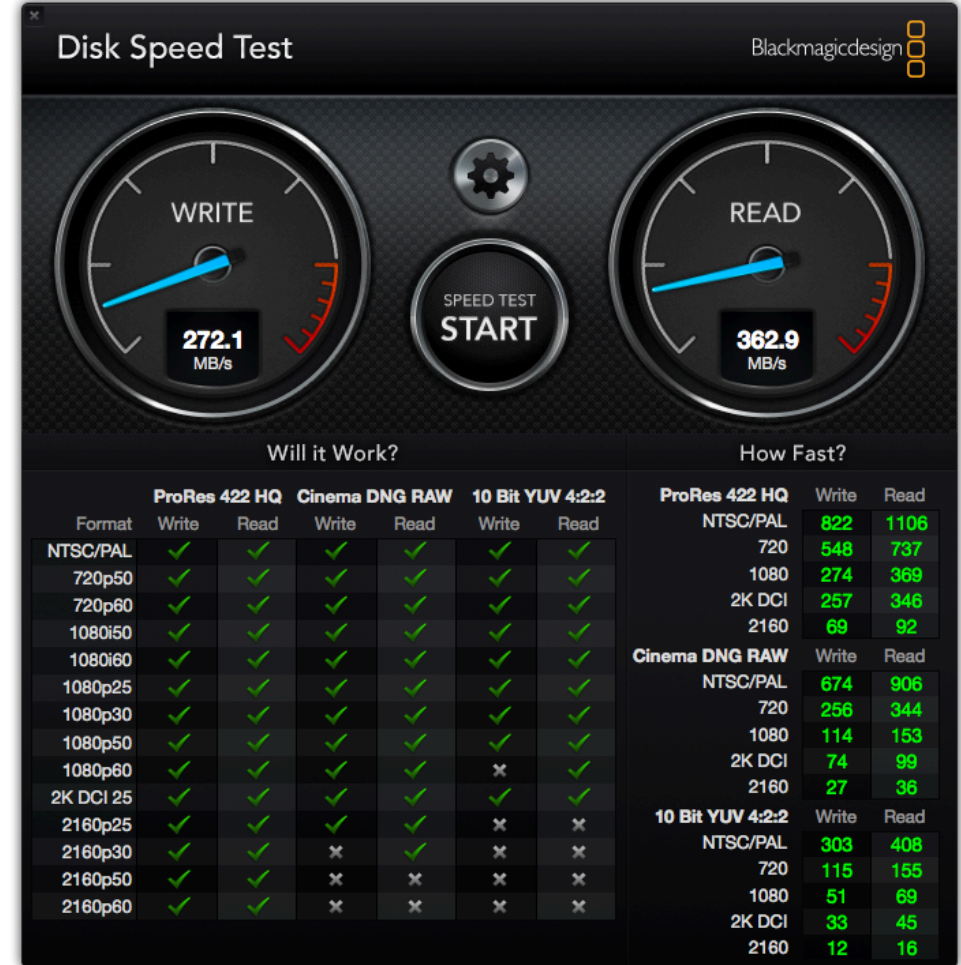 Disk Speed Test
Blackmagicdesign
WRITE
272.1
MB/s
SPEED TEST
START
READ
362.9
MB/s
Will it Work?
ProRes 422 HQ Cinema DNG RAW 10 Bit YUV 4:2:2
Format Write Read Write Read Write Read
NTSC/PAL
720p50
720p60
1080i50
1080i60
1080p25
1080p30
1080p50
1080p60
2K DCI 25
2160p25
2160p30
2160p50
2160p60
How Fast?
ProRes 422 HQ Write Read
NTSC/PAL 822 1106
720 548 737
1080 274 369
2K DCI 257 346
2160 69 92
Cinema DNG RAW Write Read
NTSC/PAL 674 906
720 256 344
1080 114 153
2K DCI 74 99
2160 27 36
10 Bit YUV 4:2:2 Write Read
NTSC/PAL 303 408
720 115 155
1080 51 69
2K DCI 33 45
2160 12 16